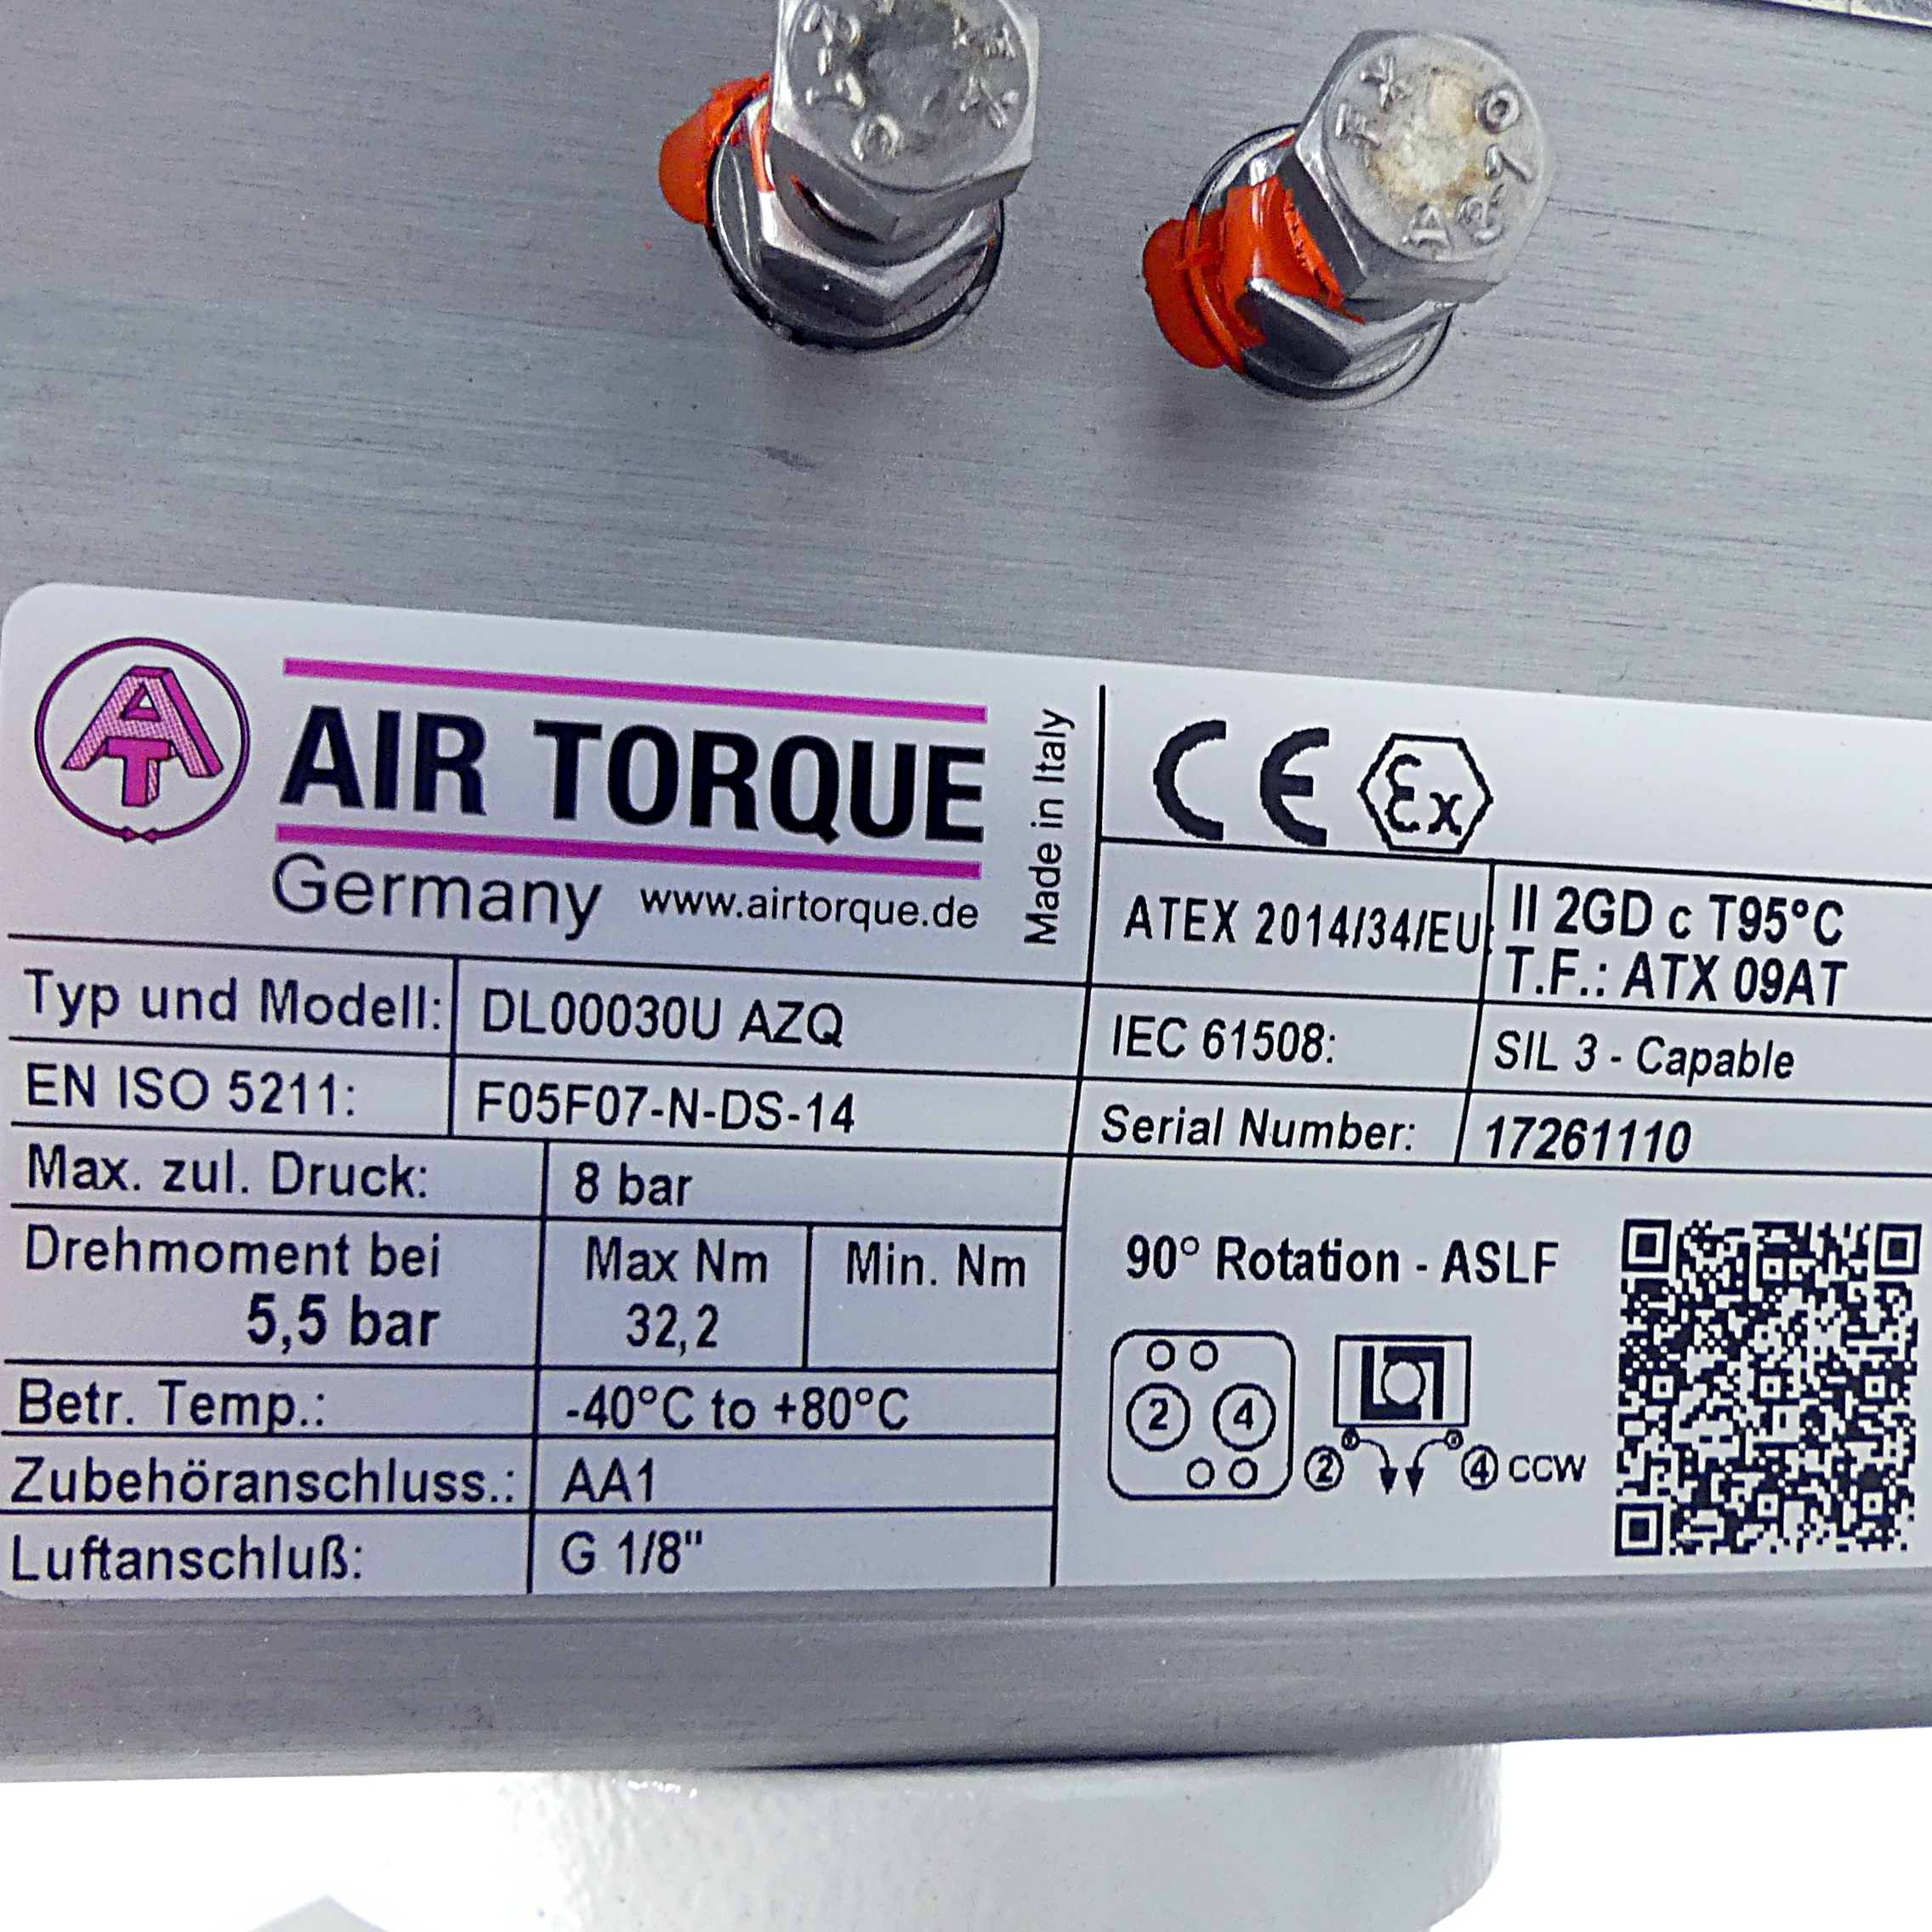 AT
AIR TORQUE
Germany www.airtorque.de
Made in Italy
Typ und Modell: DL00030U AZQ
EN ISO 5211: F05F07-N-DS-14
Max. zul. Druck: 8 bar
Drehmoment bei Max Nm Min. Nm
5,5 bar 32,2
Betr. Temp.: -40°C to +80°C
Zubehöranschluss.: AA1
Luftanschluß: G 1/8"
CE Ex
ATEX 2014/34/EU: II 2GD c T95°C
T.F.: ATX 09AT
IEC 61508: SIL 3 - Capable
Serial Number: 17261110
90° Rotation - ASLF
2 4
2 4 CCW